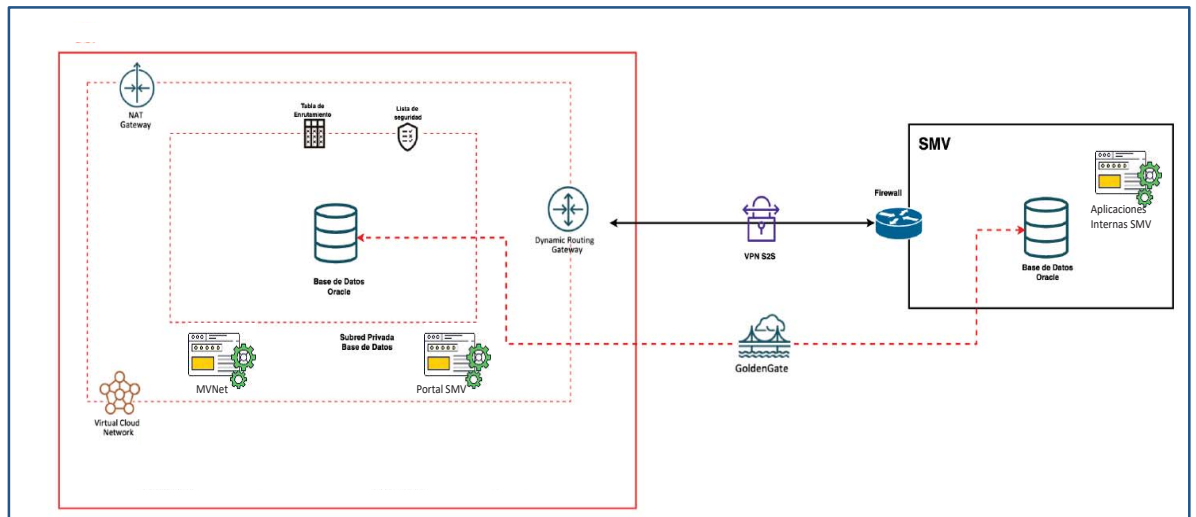 NAT
Gateway
Tabla de
Enrutamiento
Lista de
seguridad
Base de Datos
Oracle
Subred Privada
Base de Datos
MVNet
Portal SMV
Virtual Cloud
Network
Dynamic Routing
Gateway
VPN S2S
GoldenGate
Firewall
SMV
Aplicaciones
Internas SMV
Base de Datos
Oracle